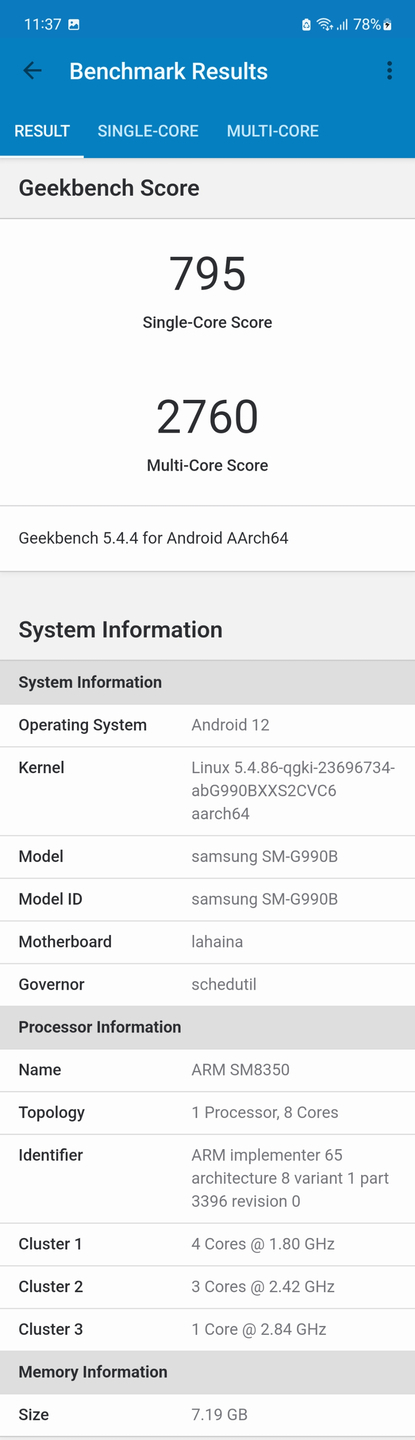 11:37 78%
Benchmark Results
RESULT SINGLE-CORE MULTI-CORE
Geekbench Score
795
Single-Core Score
2760
Multi-Core Score
Geekbench 5.4.4 for Android AArch64
System Information
System Information
Operating System Android 12
Kernel Linux 5.4.86-qgki-23696734-
abG990BXXS2CVC6
aarch64
Model samsung SM-G990B
Model ID samsung SM-G990B
Motherboard lahaina
Governor schedutil
Processor Information
Name ARM SM8350
Topology 1 Processor, 8 Cores
Identifier ARM implementer 65
architecture 8 variant 1 part
3396 revision 0
Cluster 1 4 Cores @ 1.80 GHz
Cluster 2 3 Cores @ 2.42 GHz
Cluster 3 1 Core @ 2.84 GHz
Memory Information
Size 7.19 GB